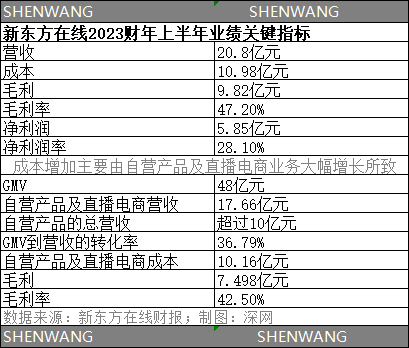 SHENWANG SHENWANG
新东方在线2023财年上半年业绩关键指标
营收 20.8亿元
成本 10.98亿元
毛利 9.82亿元
毛利率 47.20%
净利润 5.85亿元
净利润率 28.10%
成本增加主要由自营产品及直播电商业务大幅增长所致
GMV 48亿元
自营产品及直播电商营收 17.66亿元
自营产品的总营收 超过10亿元
GMV到营收的转化率 36.79%
自营产品及直播电商成本 10.16亿元
毛利 7.498亿元
毛利率 42.50%
数据来源：新东方在线财报；制图：深网
SHENWANG SHENWANG